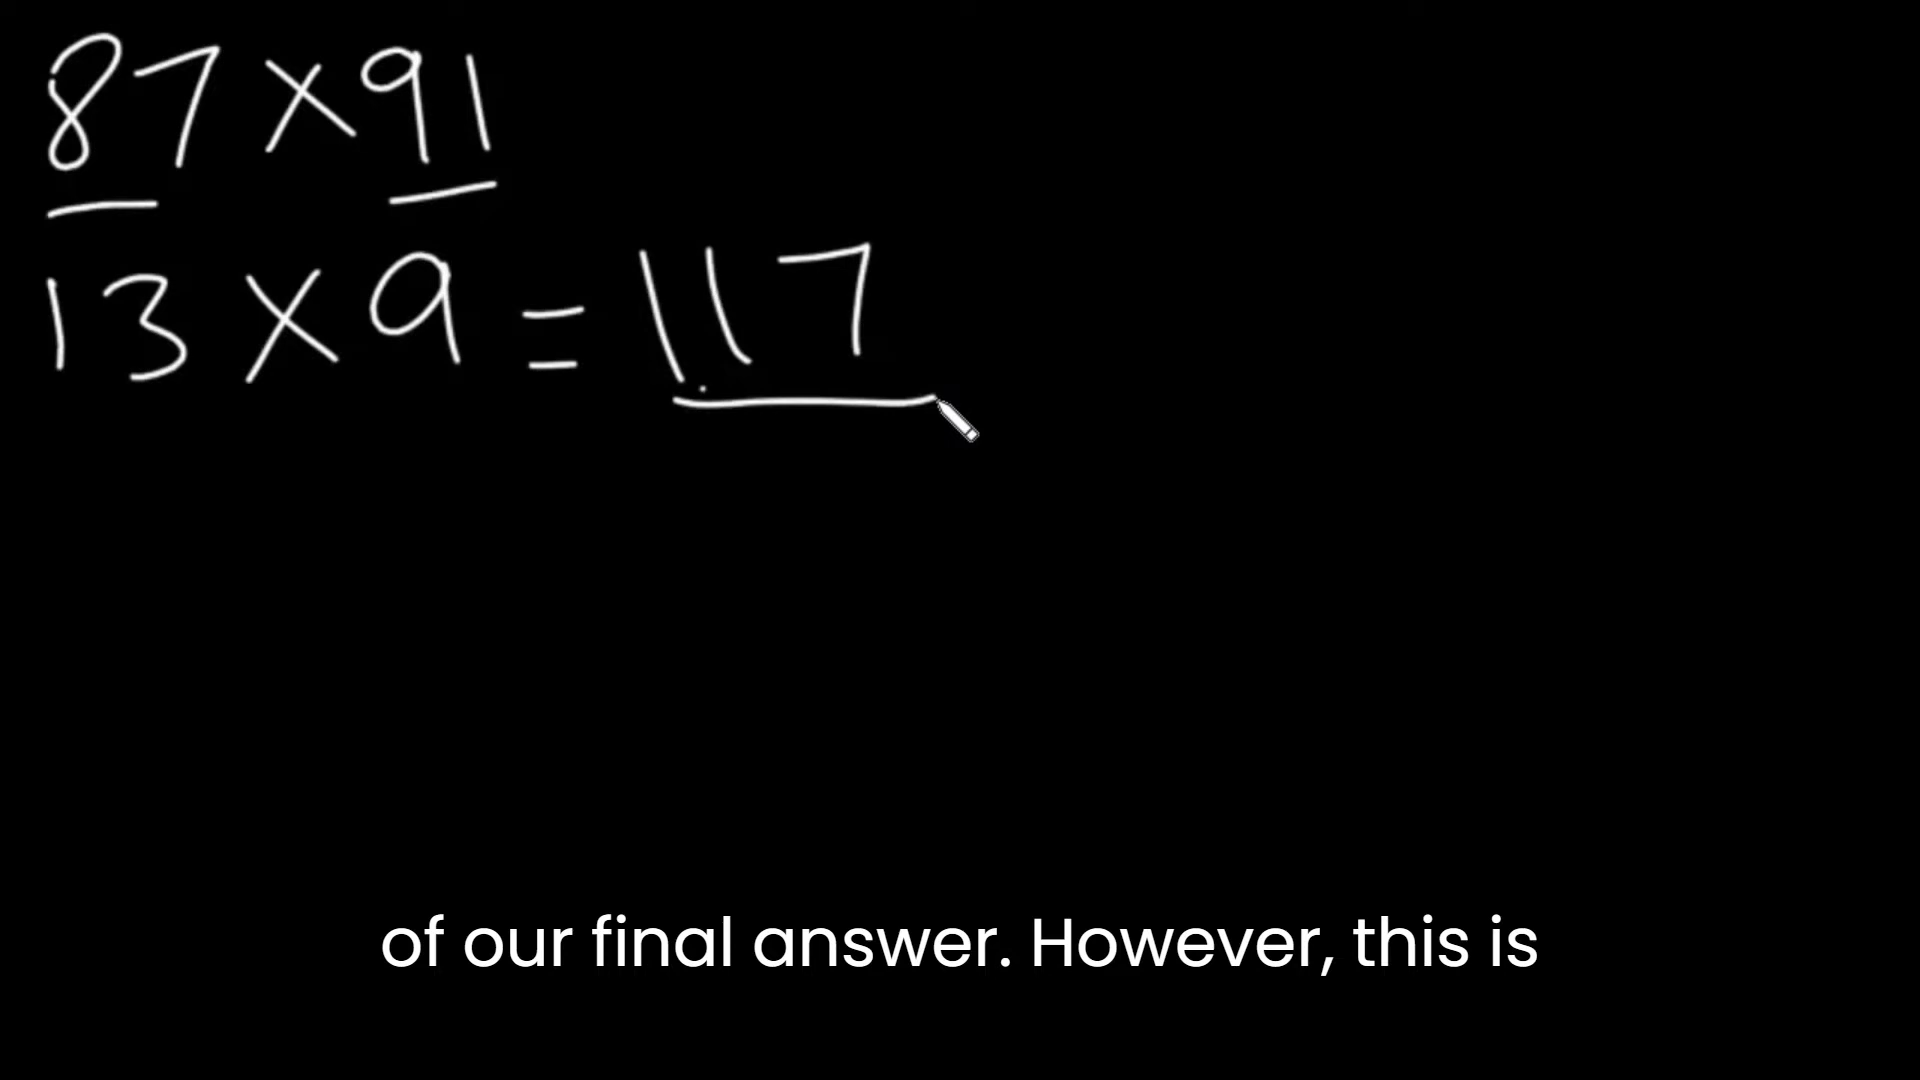 87 × 91
13 × 9 = 117
of our final answer. However, this is